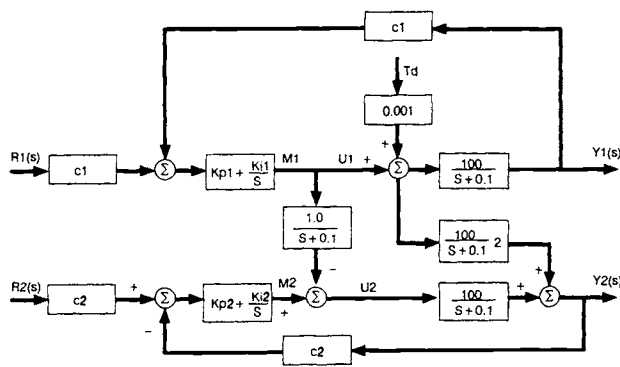 c1
Td
0.001
R1(s)
c1
Σ
Kp1 + Ki1
S
M1
U1
+
+
Σ
100
S + 0.1
Y1(s)
1.0
S + 0.1
100
S + 0.1
2
−
+
R2(s)
c2
+
Σ
Kp2 + Ki2
S
M2
+
Σ
U2
100
S + 0.1
+
Σ
Y2(s)
−
c2